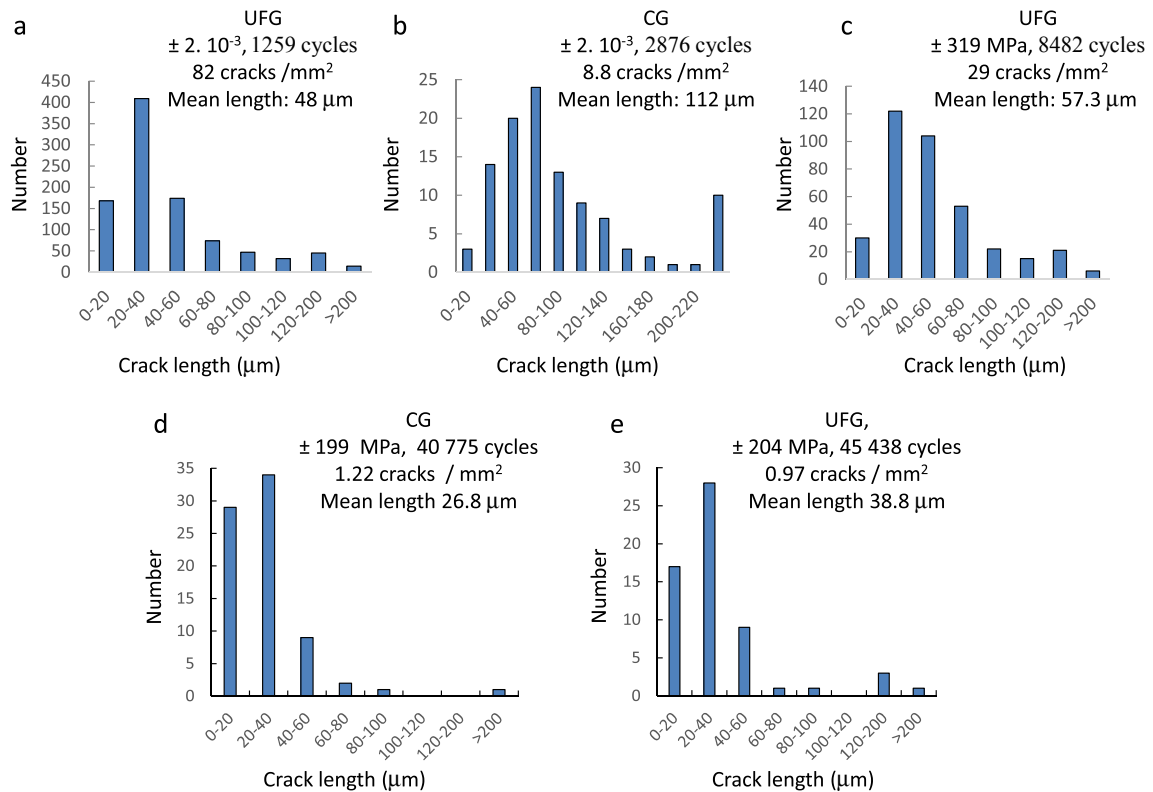 a
UFG
± 2. 10-3, 1259 cycles
82 cracks /mm2
Mean length: 48 μm
Number
450
400
350
300
250
200
150
100
50
0
0-20
20-40
40-60
60-80
80-100
100-120
120-200
>200
Crack length (μm)
b
CG
± 2. 10-3, 2876 cycles
8.8 cracks /mm2
Mean length: 112 μm
Number
25
20
15
10
5
0
0-20
40-60
80-100
120-140
160-180
200-220
Crack length (μm)
c
UFG
± 319 MPa, 8482 cycles
29 cracks /mm2
Mean length: 57.3 μm
Number
140
120
100
80
60
40
20
0
0-20
20-40
40-60
60-80
80-100
100-120
120-200
>200
Crack length (μm)
d
CG
± 199 MPa, 40 775 cycles
1.22 cracks / mm2
Mean length 26.8 μm
Number
35
30
25
20
15
10
5
0
0-20
20-40
40-60
60-80
80-100
100-120
120-200
>200
Crack length (μm)
e
UFG,
± 204 MPa, 45 438 cycles
0.97 cracks / mm2
Mean length 38.8 μm
Number
30
25
20
15
10
5
0
0-20
20-40
40-60
60-80
80-100
100-120
120-200
>200
Crack length (μm)